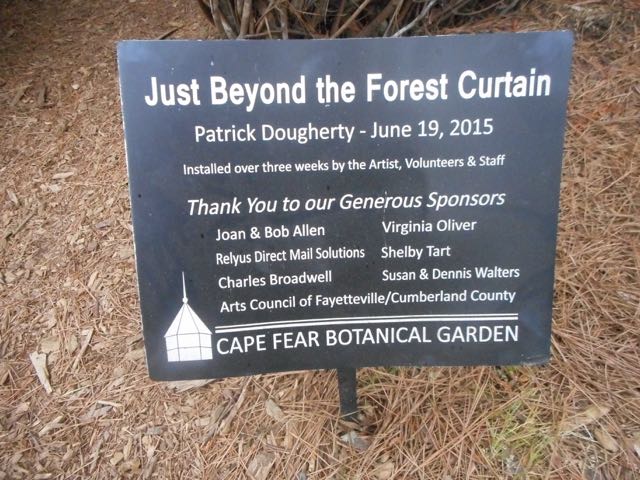 Just Beyond the Forest Curtain
Patrick Dougherty - June 19, 2015
Installed over three weeks by the Artist, Volunteers & Staff
Thank You to our Generous Sponsors
Joan & Bob Allen Virginia Oliver
Relyus Direct Mail Solutions Shelby Tart
Charles Broadwell Susan & Dennis Walters
Arts Council of Fayetteville/Cumberland County
CAPE FEAR BOTANICAL GARDEN